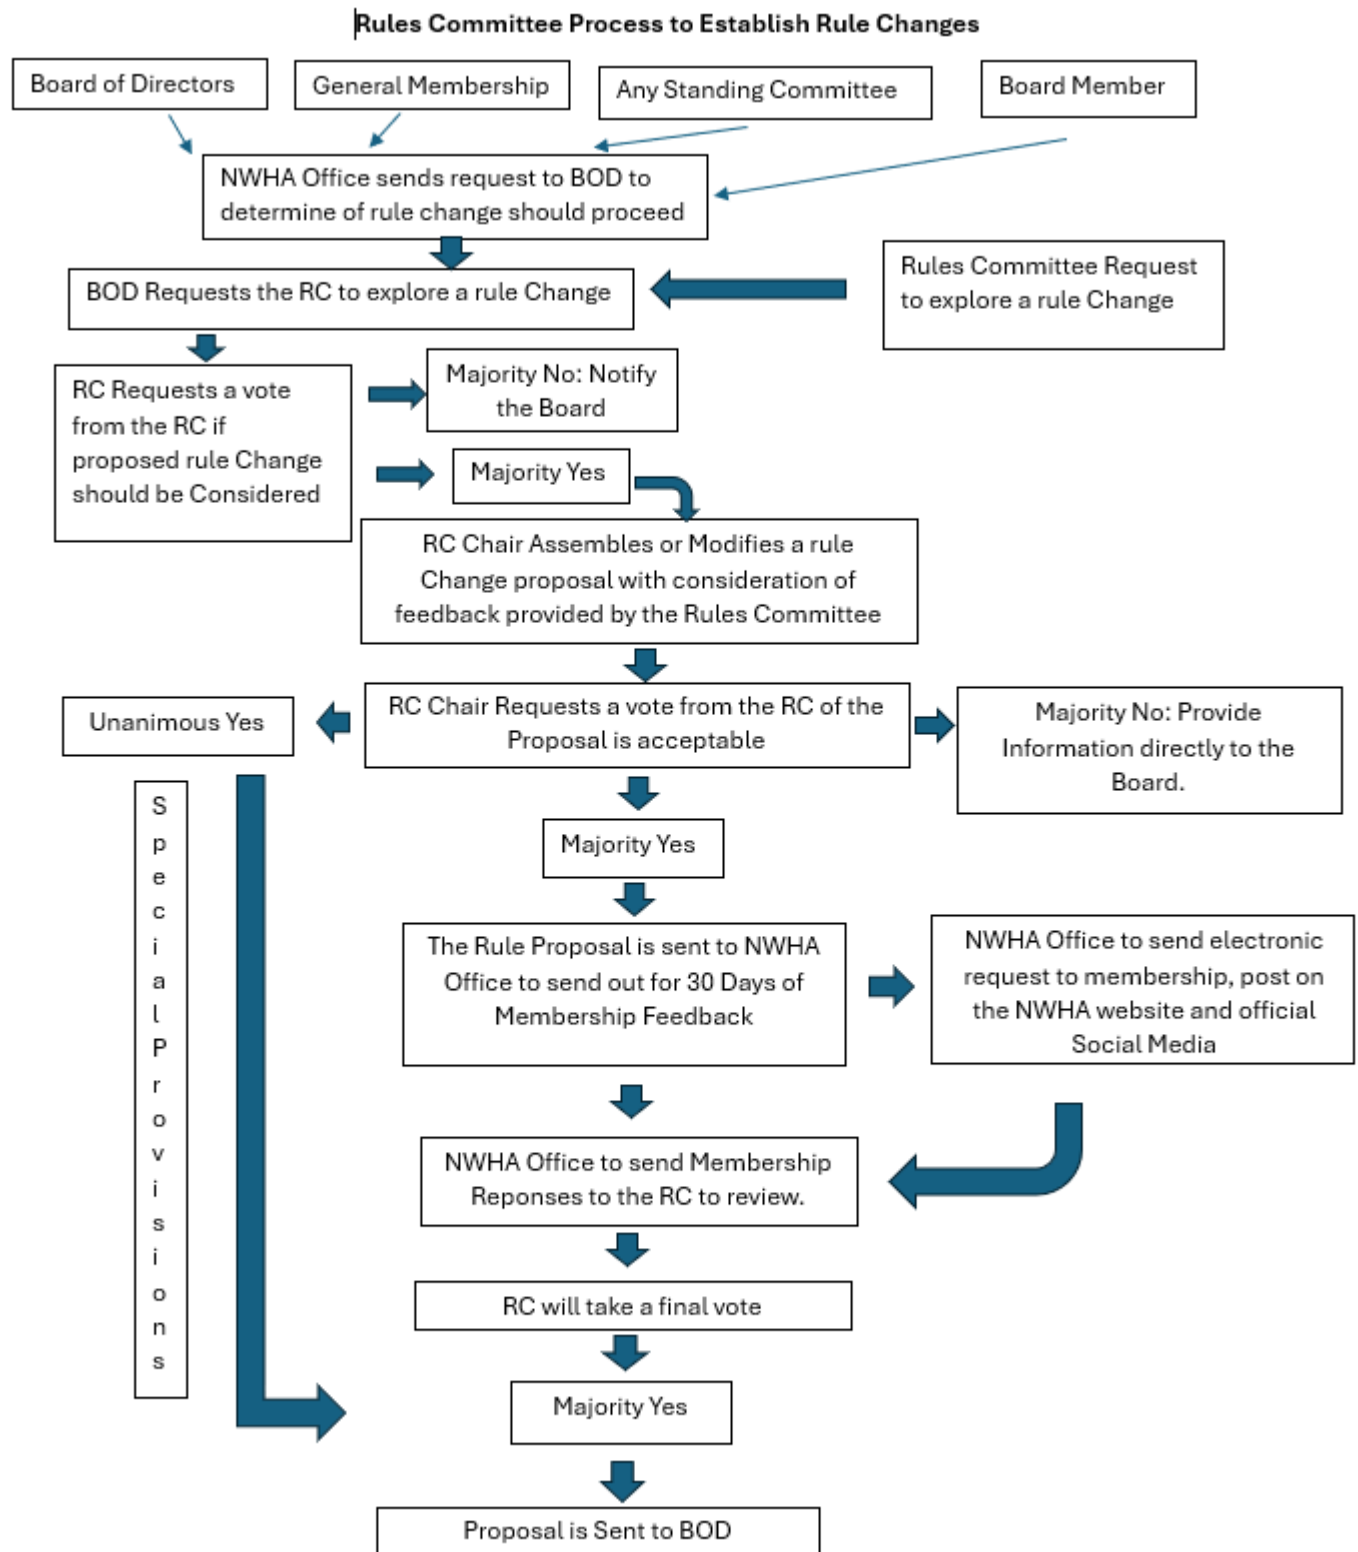 Rules Committee Process to Establish Rule Changes
Board of Directors
General Membership
Any Standing Committee
Board Member
NWHA Office sends request to BOD to
determine of rule change should proceed
Rules Committee Request
to explore a rule Change
BOD Requests the RC to explore a rule Change
RC Requests a vote
from the RC if
proposed rule Change
should be Considered
Majority No: Notify
the Board
Majority Yes
RC Chair Assembles or Modifies a rule
Change proposal with consideration of
feedback provided by the Rules Committee
Unanimous Yes
RC Chair Requests a vote from the RC of the
Proposal is acceptable
Majority No: Provide
Information directly to the
Board.
S
p
e
c
i
a
l
P
r
o
v
i
s
i
o
n
s
Majority Yes
The Rule Proposal is sent to NWHA
Office to send out for 30 Days of
Membership Feedback
NWHA Office to send electronic
request to membership, post on
the NWHA website and official
Social Media
NWHA Office to send Membership
Reponses to the RC to review.
RC will take a final vote
Majority Yes
Proposal is Sent to BOD